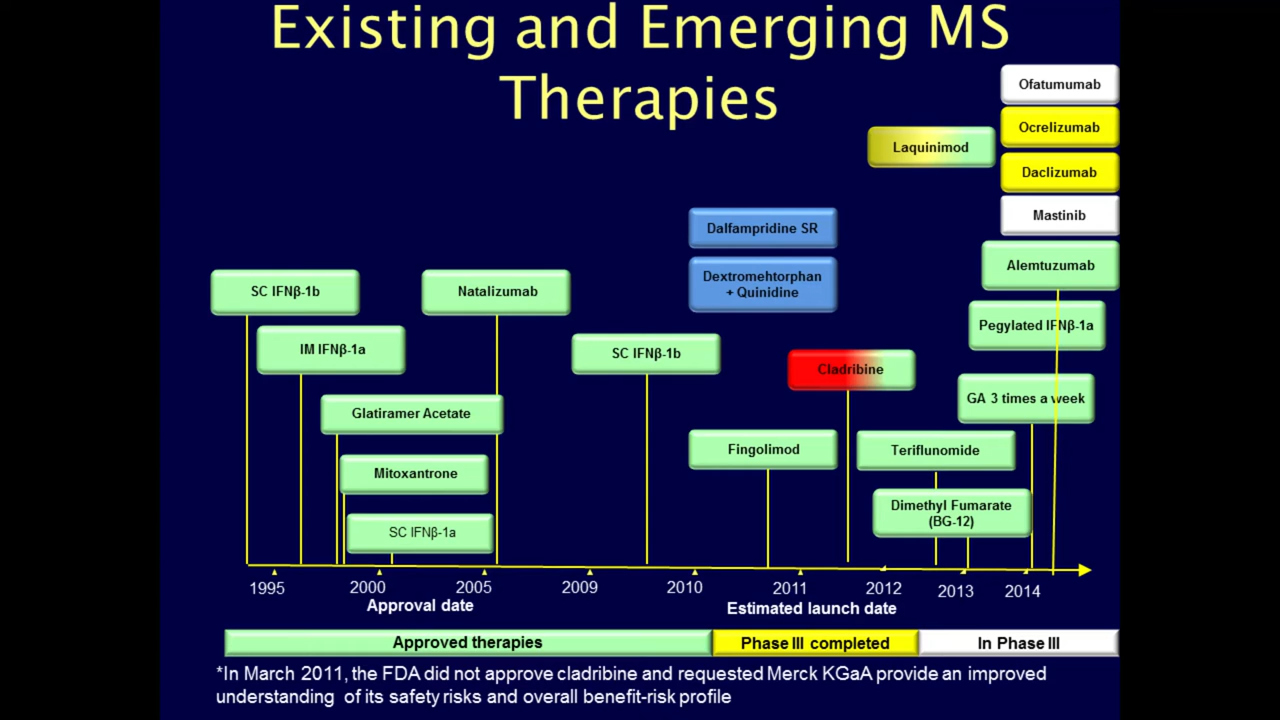 Existing and Emerging MS
Therapies
Ofatumumab
Ocrelizumab
Laquinimod
Daclizumab
Mastinib
Dalfampridine SR
Alemtuzumab
Dextromehtorphan
+ Quinidine
SC IFNβ-1b
Natalizumab
Pegylated IFNβ-1a
IM IFNβ-1a
SC IFNβ-1b
Cladribine
GA 3 times a week
Glatiramer Acetate
Fingolimod
Teriflunomide
Mitoxantrone
Dimethyl Fumarate
(BG-12)
SC IFNβ-1a
1995 2000 2005 2009 2010 2011 2012 2013 2014
Approval date Estimated launch date
Approved therapies Phase III completed In Phase III
*In March 2011, the FDA did not approve cladribine and requested Merck KGaA provide an improved
understanding of its safety risks and overall benefit-risk profile